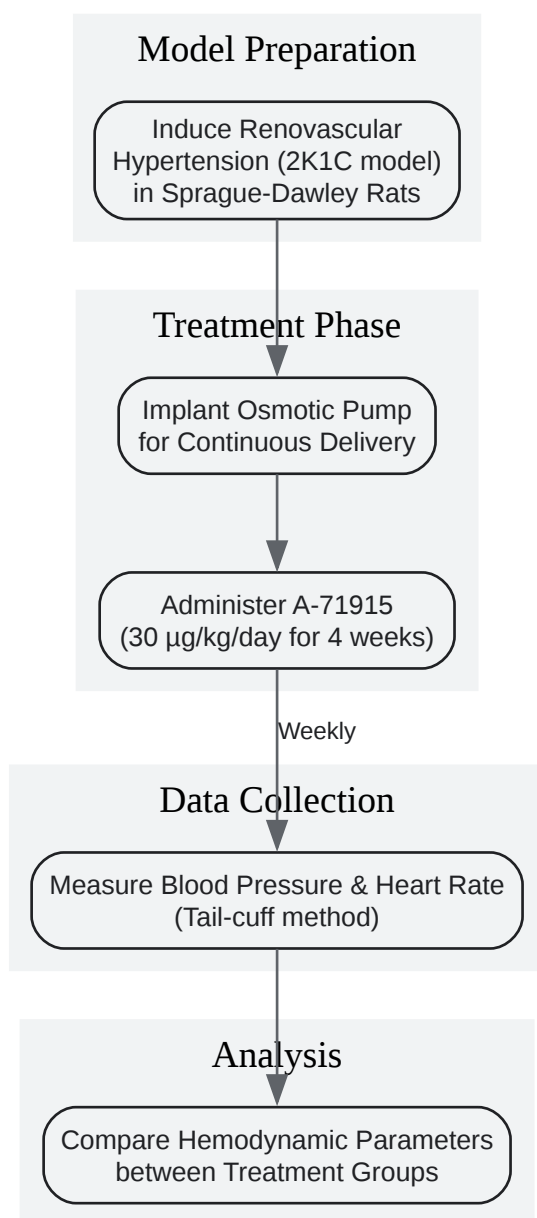 Model Preparation
Induce Renovascular
Hypertension (2K1C model)
in Sprague-Dawley Rats
Treatment Phase
Implant Osmotic Pump
for Continuous Delivery
Administer A-71915
(30 µg/kg/day for 4 weeks)
Weekly
Data Collection
Measure Blood Pressure & Heart Rate
(Tail-cuff method)
Analysis
Compare Hemodynamic Parameters
between Treatment Groups